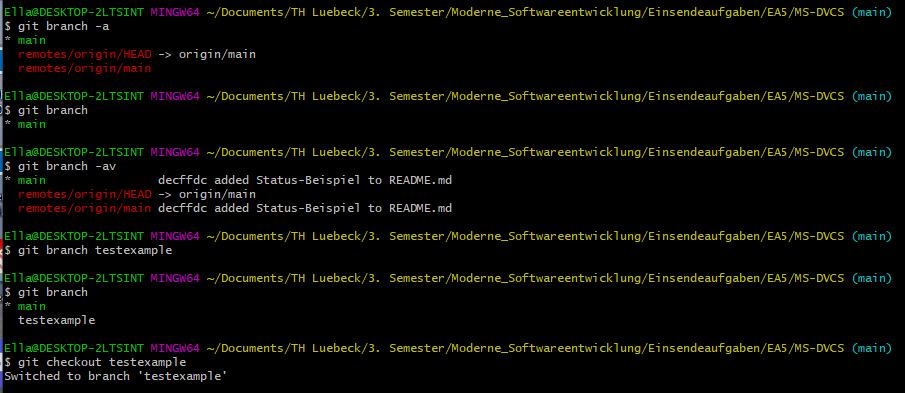 Ella@DESKTOP-2LTSINT MINGW64 ~/Documents/TH Luebeck/3. Semester/Moderne_Softwareentwicklung/Einsendeaufgaben/EA5/MS-DVCS (main)
$ git branch -a
* main
  remotes/origin/HEAD -> origin/main
  remotes/origin/main
Ella@DESKTOP-2LTSINT MINGW64 ~/Documents/TH Luebeck/3. Semester/Moderne_Softwareentwicklung/Einsendeaufgaben/EA5/MS-DVCS (main)
$ git branch
* main
Ella@DESKTOP-2LTSINT MINGW64 ~/Documents/TH Luebeck/3. Semester/Moderne_Softwareentwicklung/Einsendeaufgaben/EA5/MS-DVCS (main)
$ git branch -av
* main                decffdc added Status-Beispiel to README.md
  remotes/origin/HEAD -> origin/main
  remotes/origin/main decffdc added Status-Beispiel to README.md
Ella@DESKTOP-2LTSINT MINGW64 ~/Documents/TH Luebeck/3. Semester/Moderne_Softwareentwicklung/Einsendeaufgaben/EA5/MS-DVCS (main)
$ git branch testexample
Ella@DESKTOP-2LTSINT MINGW64 ~/Documents/TH Luebeck/3. Semester/Moderne_Softwareentwicklung/Einsendeaufgaben/EA5/MS-DVCS (main)
$ git branch
* main
  testexample
Ella@DESKTOP-2LTSINT MINGW64 ~/Documents/TH Luebeck/3. Semester/Moderne_Softwareentwicklung/Einsendeaufgaben/EA5/MS-DVCS (main)
$ git checkout testexample
Switched to branch 'testexample'